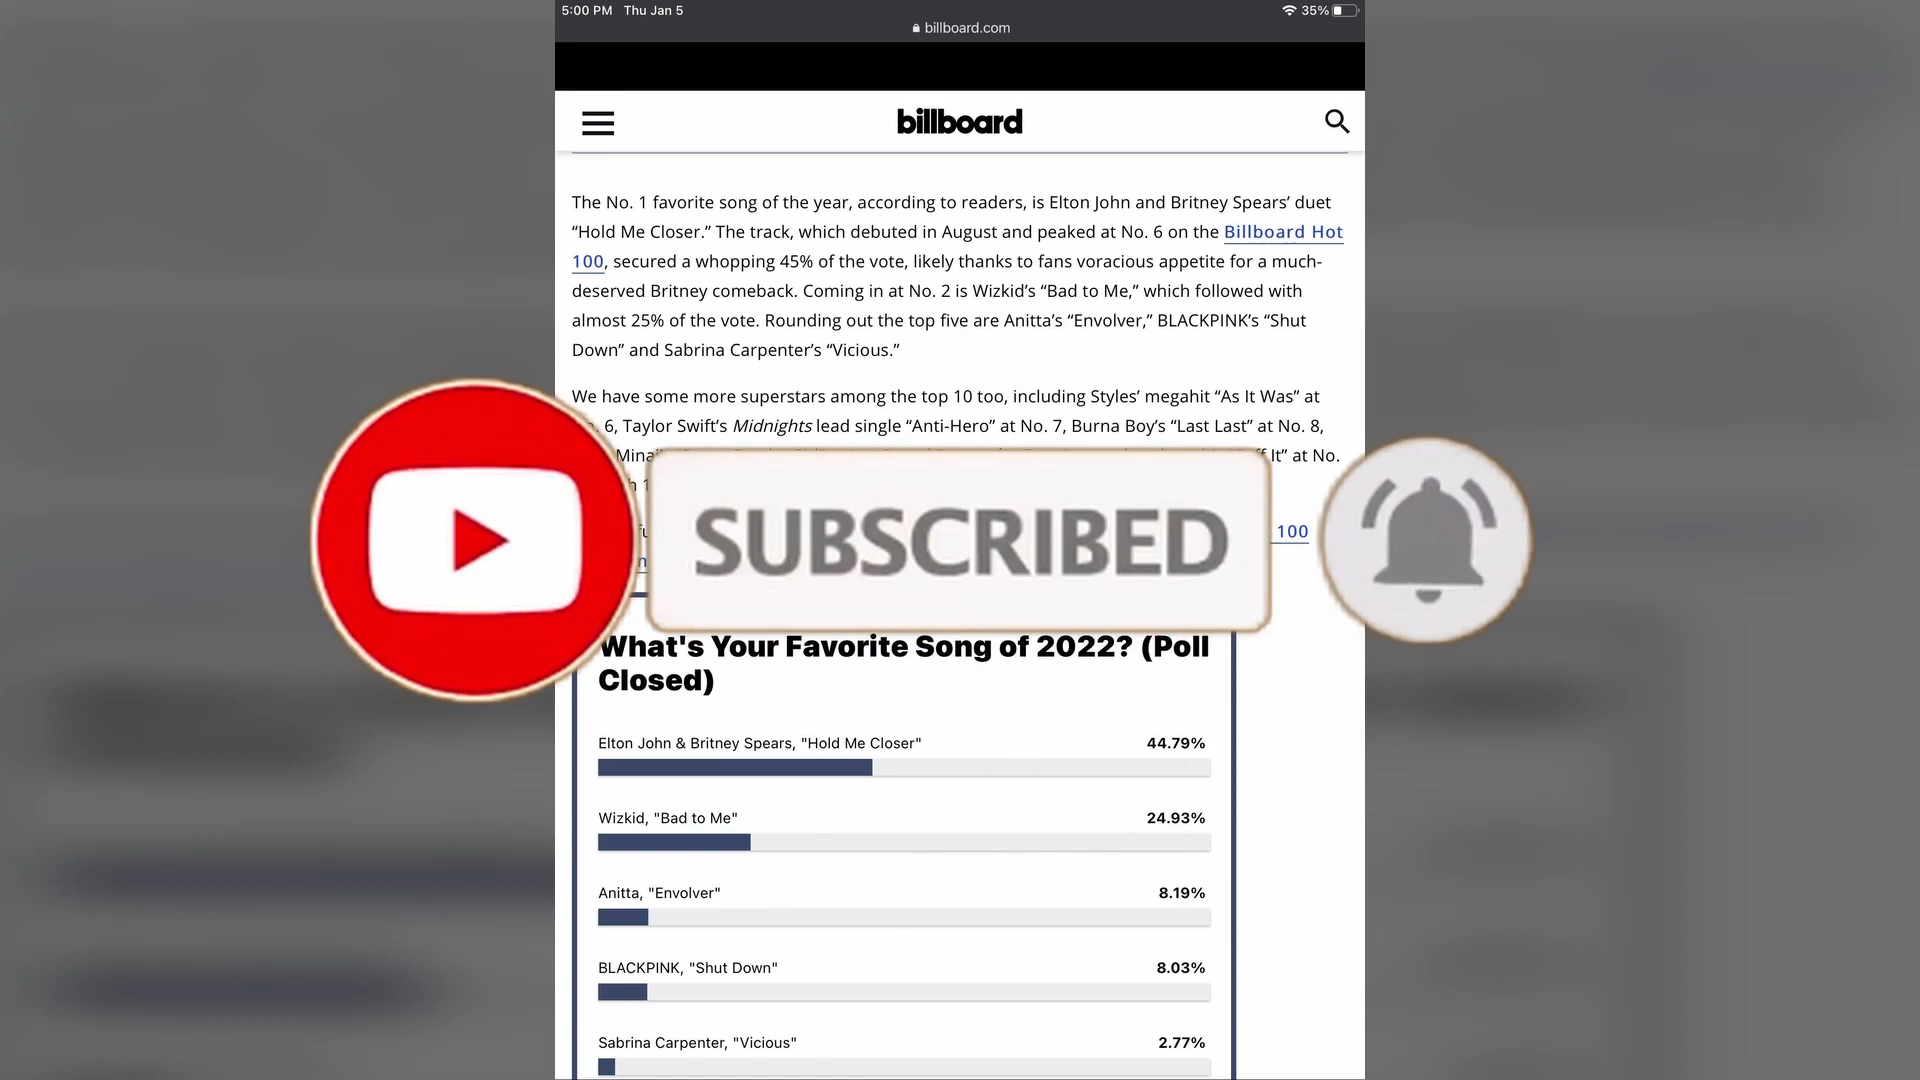 5:00 PM Thu Jan 5
35%
billboard.com
billboard
The No. 1 favorite song of the year, according to readers, is Elton John and Britney Spears’ duet
“Hold Me Closer.” The track, which debuted in August and peaked at No. 6 on the Billboard Hot
100, secured a whopping 45% of the vote, likely thanks to fans voracious appetite for a much-
deserved Britney comeback. Coming in at No. 2 is Wizkid’s “Bad to Me,” which followed with
almost 25% of the vote. Rounding out the top five are Anitta’s “Envolver,” BLACKPINK’s “Shut
Down” and Sabrina Carpenter’s “Vicious.”
We have some more superstars among the top 10 too, including Styles’ megahit “As It Was” at
6, Taylor Swift’s Midnights lead single “Anti-Hero” at No. 7, Burna Boy’s “Last Last” at No. 8,
It” at No.
100
SUBSCRIBED
What's Your Favorite Song of 2022? (Poll
Closed)
Elton John & Britney Spears, "Hold Me Closer" 44.79%
Wizkid, "Bad to Me" 24.93%
Anitta, "Envolver" 8.19%
BLACKPINK, "Shut Down" 8.03%
Sabrina Carpenter, "Vicious" 2.77%